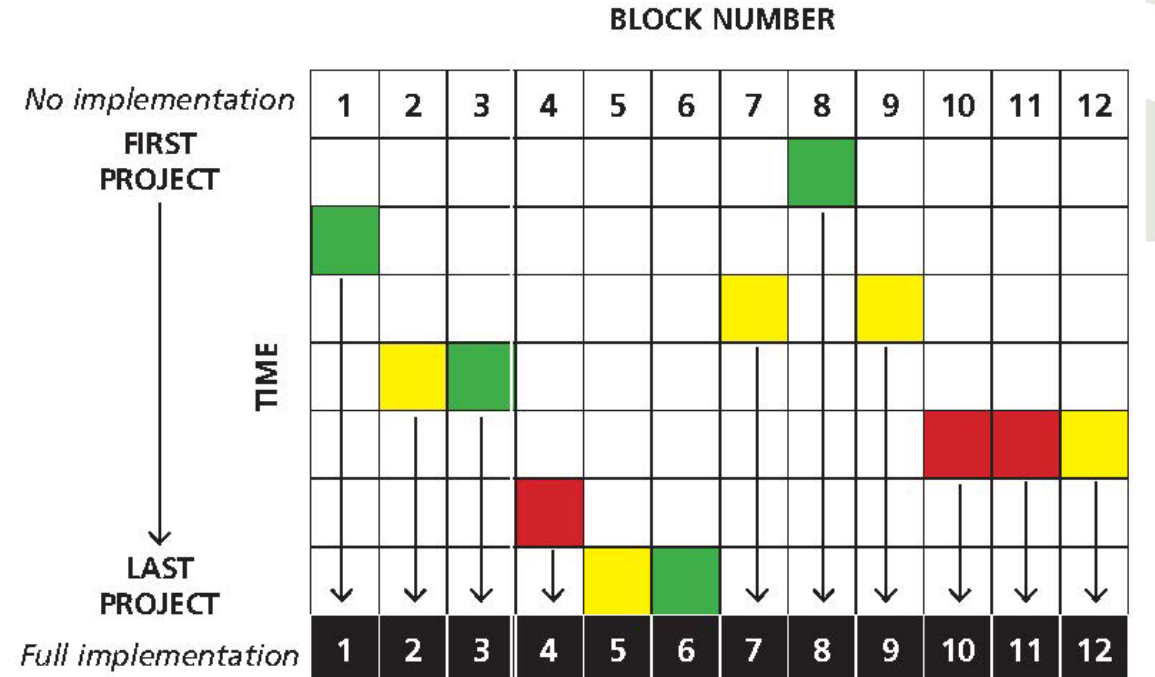 BLOCK NUMBER
No implementation 1 2 3 4 5 6 7 8 9 10 11 12
FIRST
PROJECT
TIME
LAST
PROJECT
Full implementation 1 2 3 4 5 6 7 8 9 10 11 12